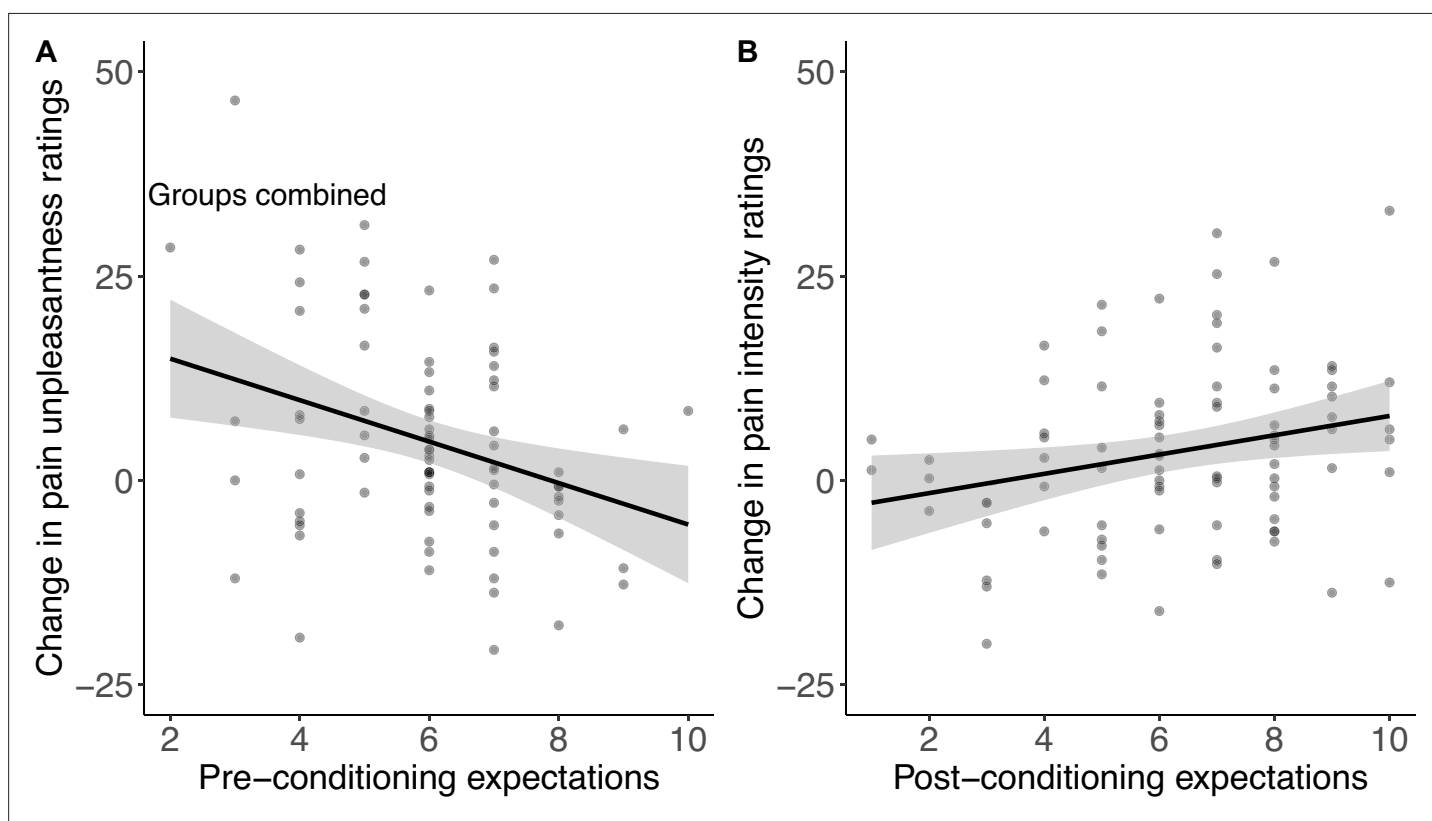 A
Change in pain unpleasantness ratings
50
25
0
−25
Groups combined
2 4 6 8 10
Pre−conditioning expectations
B
Change in pain intensity ratings
50
25
0
−25
2 4 6 8 10
Post−conditioning expectations